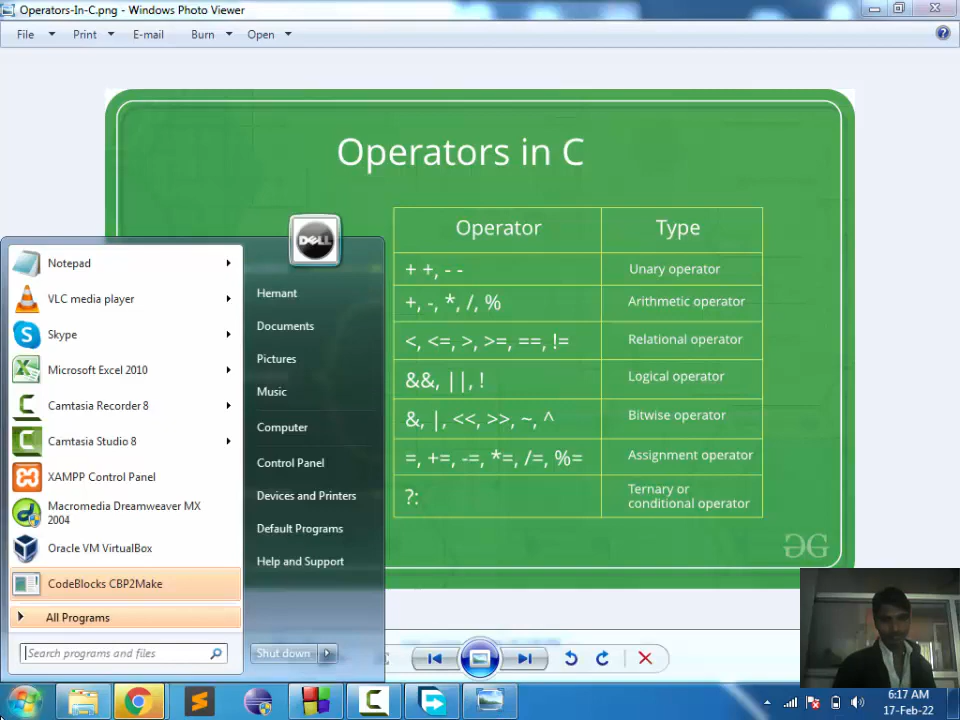 Operators-In-C.png - Windows Photo Viewer
File Print E-mail Burn Open
Operators in C
Operator Type
+ +, - - Unary operator
+, -, *, /, % Arithmetic operator
<, <=, >, >=, ==, != Relational operator
&&, ||, ! Logical operator
&, |, <<, >>, ~, ^ Bitwise operator
=, +=, -=, *=, /=, %= Assignment operator
?: Ternary or
conditional operator
GG
DELL
Notepad
VLC media player
Skype
Microsoft Excel 2010
Camtasia Recorder 8
Camtasia Studio 8
XAMPP Control Panel
Macromedia Dreamweaver MX
2004
Oracle VM VirtualBox
CodeBlocks CBP2Make
All Programs
Search programs and files
Hemant
Documents
Pictures
Music
Computer
Control Panel
Devices and Printers
Default Programs
Help and Support
Shut down
6:17 AM
17-Feb-22